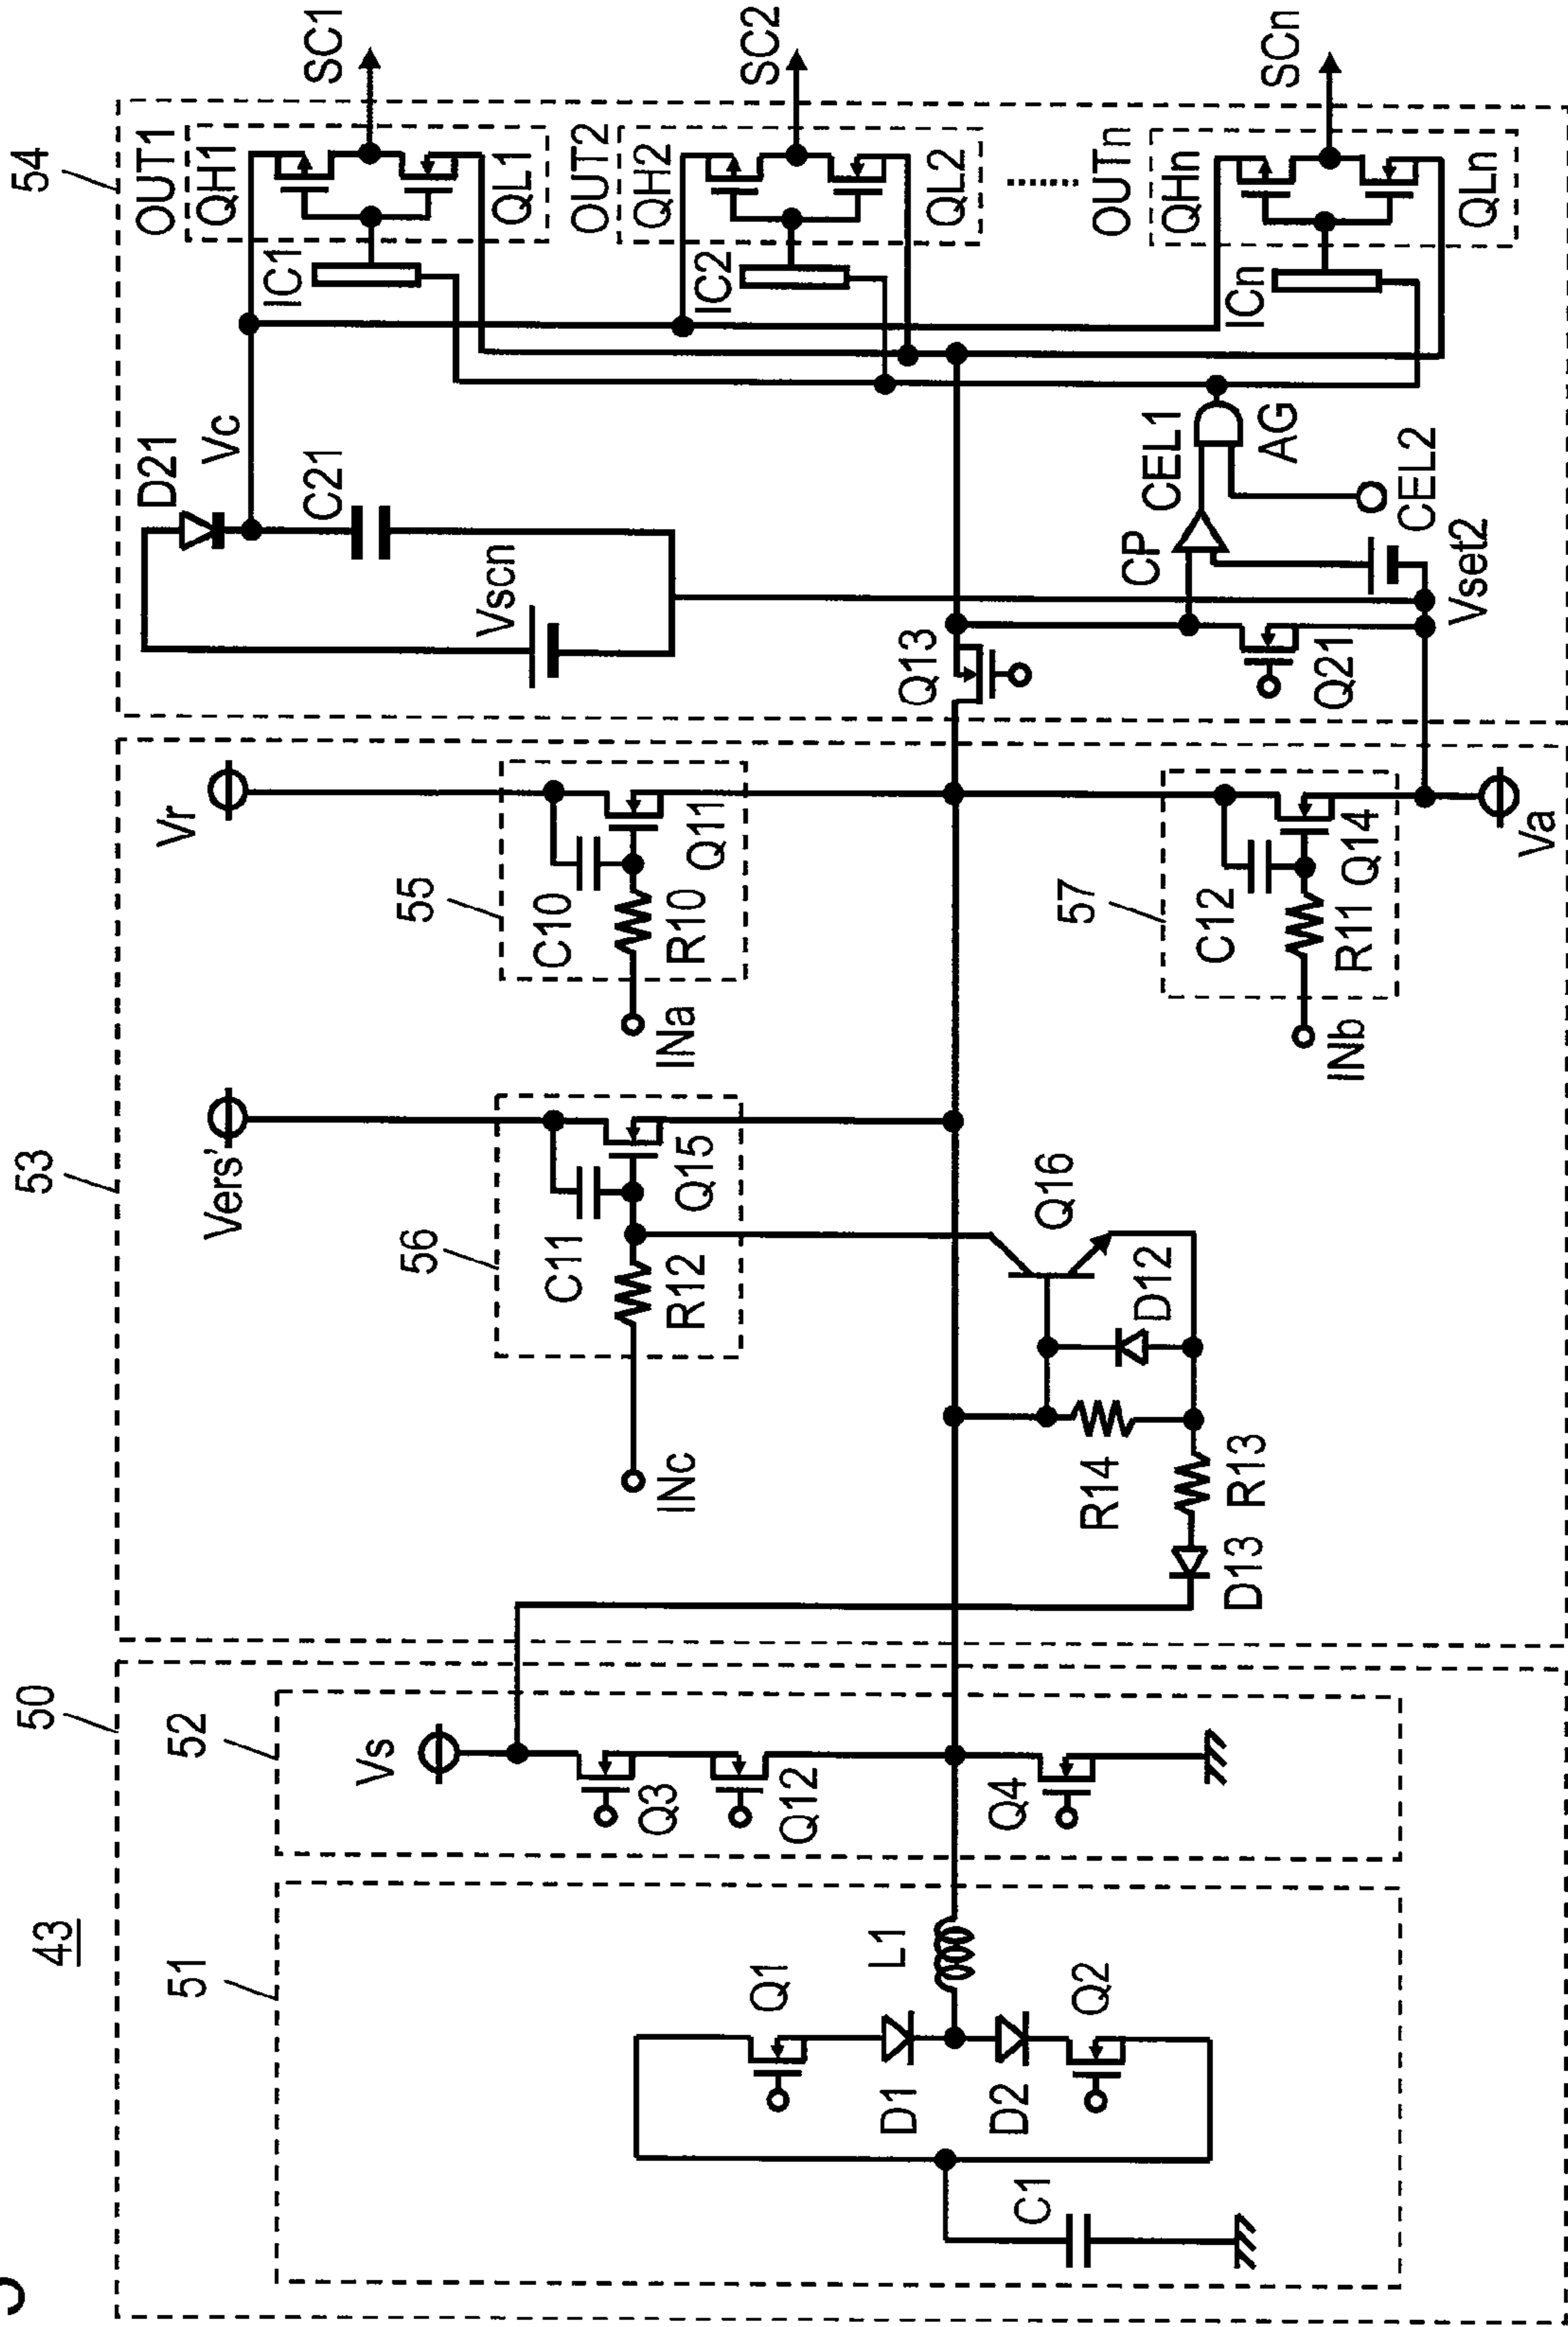 43
50
51
C1
Q1
D1
L1
D2
Q2
52
Vs
Q3
Q12
Q4
53
Vers'
56
C11
R12
Q15
INc
Q16
D12
R14
R13
D13
Vr
55
C10
R10
Q11
INa
57
C12
R11
Q14
INb
Va
54
D21
Vc
C21
Vscn
Q13
Q21
CP
CEL1
AG
CEL2
Vset2
OUT1
QH1
QL1
IC1
SC1
OUT2
QH2
QL2
IC2
SC2
OUTn
QHn
QLn
ICn
SCn